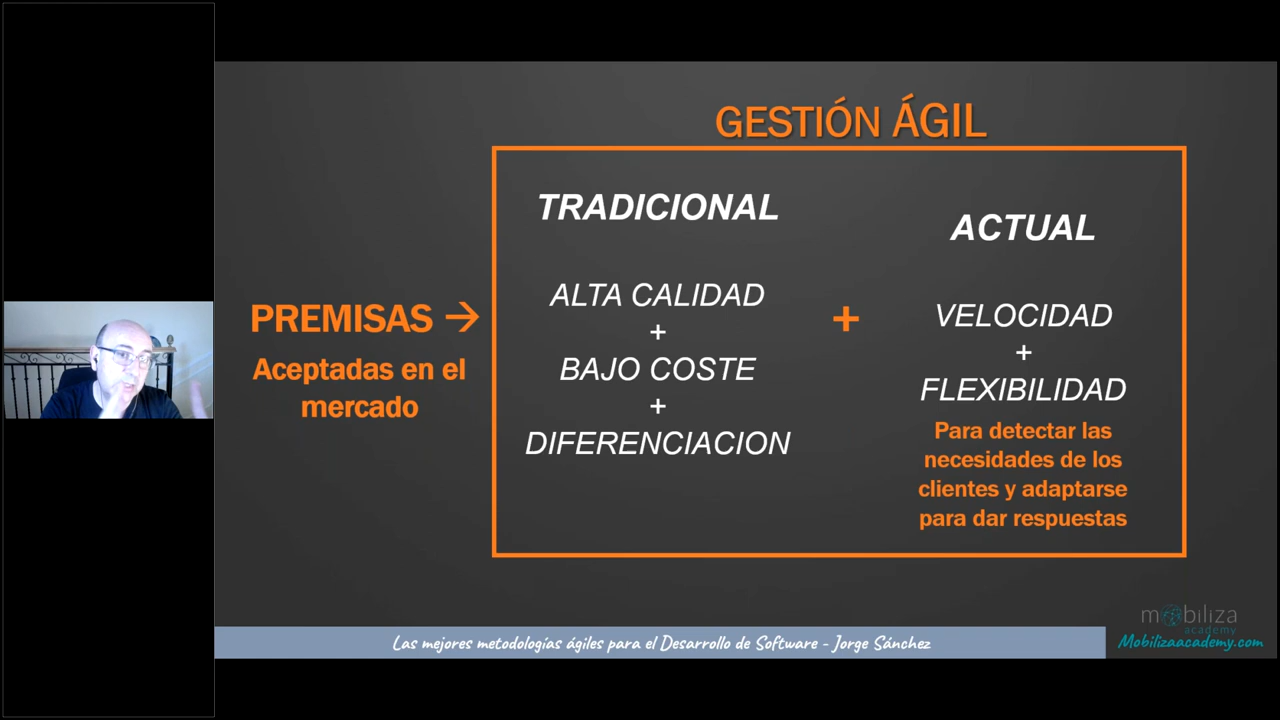 GESTIÓN ÁGIL
PREMISAS →
Aceptadas en el
mercado
TRADICIONAL
ALTA CALIDAD
+
BAJO COSTE
+
DIFERENCIACION
+
ACTUAL
VELOCIDAD
+
FLEXIBILIDAD
Para detectar las
necesidades de los
clientes y adaptarse
para dar respuestas
Las mejores metodologías ágiles para el Desarrollo de Software - Jorge Sánchez
mobiliza
academy
Mobilizaacademy.com